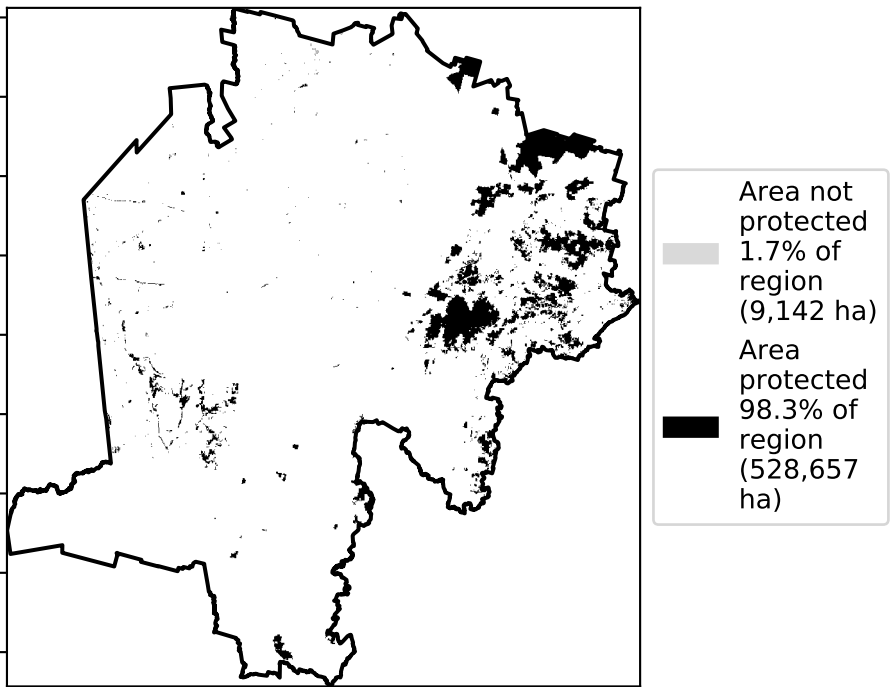 Area not
protected
1.7% of
region
(9,142 ha)
Area
protected
98.3% of
region
(528,657
ha)